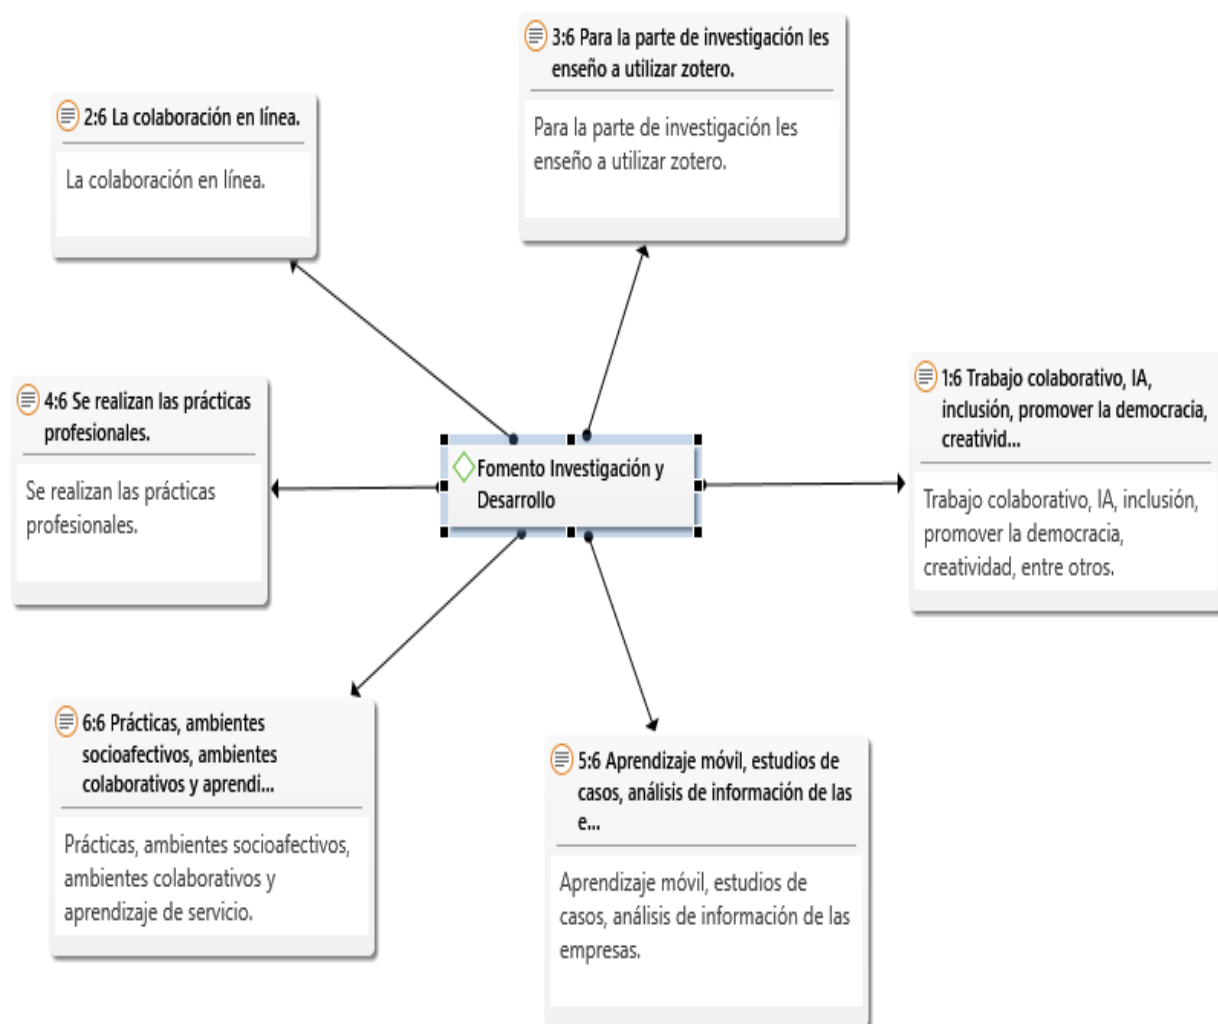 3:6 Para la parte de investigación les
enseño a utilizar zotero.
Para la parte de investigación les
enseño a utilizar zotero.
2:6 La colaboración en línea.
La colaboración en línea.
1:6 Trabajo colaborativo, IA,
inclusión, promover la democracia,
creativid...
Trabajo colaborativo, IA, inclusión,
promover la democracia,
creatividad, entre otros.
4:6 Se realizan las prácticas
profesionales.
Se realizan las prácticas
profesionales.
Fomento Investigación y
Desarrollo
6:6 Prácticas, ambientes
socioafectivos, ambientes
colaborativos y aprendi...
Prácticas, ambientes socioafectivos,
ambientes colaborativos y
aprendizaje de servicio.
5:6 Aprendizaje móvil, estudios de
casos, análisis de información de las
e...
Aprendizaje móvil, estudios de
casos, análisis de información de las
empresas.